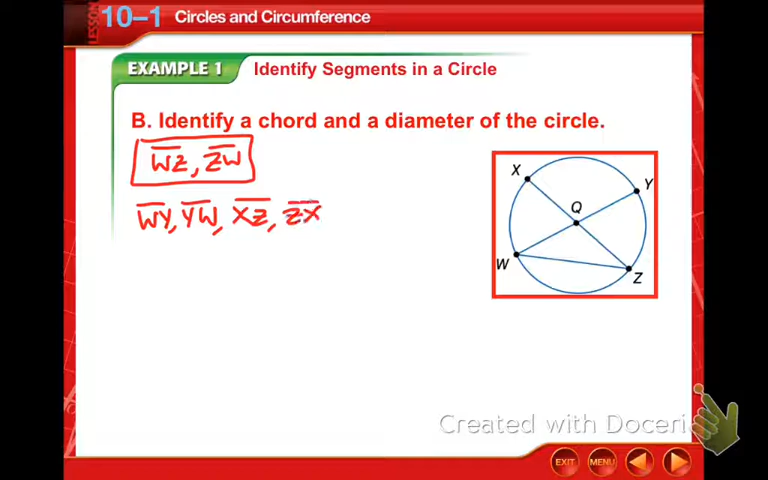 LESSON 10–1 Circles and Circumference
EXAMPLE 1 Identify Segments in a Circle
B. Identify a chord and a diameter of the circle.
WZ, ZW
WY, YW, XZ, ZX
X
Y
Q
W
Z
Created with Doceri
EXIT MENU